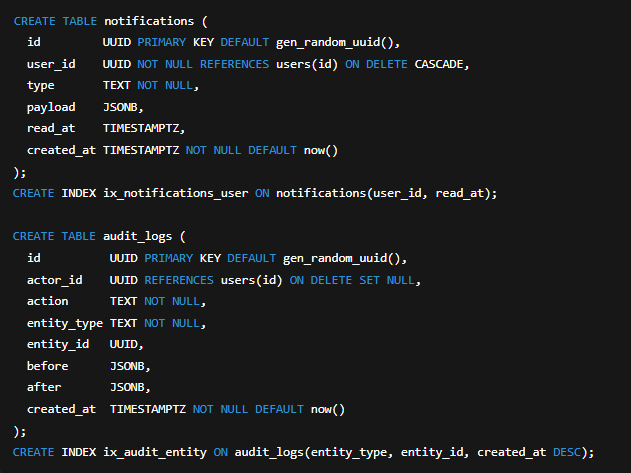 CREATE TABLE notifications (
  id         UUID PRIMARY KEY DEFAULT gen_random_uuid(),
  user_id    UUID NOT NULL REFERENCES users(id) ON DELETE CASCADE,
  type       TEXT NOT NULL,
  payload    JSONB,
  read_at    TIMESTAMPTZ,
  created_at TIMESTAMPTZ NOT NULL DEFAULT now()
);
CREATE INDEX ix_notifications_user ON notifications(user_id, read_at);

CREATE TABLE audit_logs (
  id          UUID PRIMARY KEY DEFAULT gen_random_uuid(),
  actor_id    UUID REFERENCES users(id) ON DELETE SET NULL,
  action      TEXT NOT NULL,
  entity_type TEXT NOT NULL,
  entity_id   UUID,
  before      JSONB,
  after       JSONB,
  created_at  TIMESTAMPTZ NOT NULL DEFAULT now()
);
CREATE INDEX ix_audit_entity ON audit_logs(entity_type, entity_id, created_at DESC);